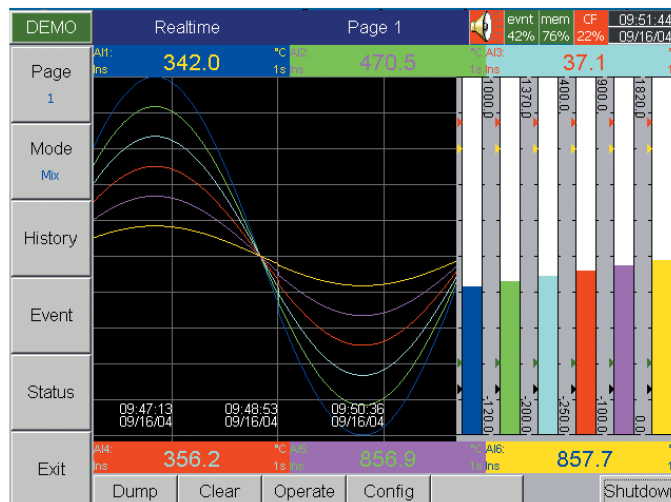 DEMO Realtime Page 1 evnt 42% mem 76% CF 22% 09:51:44 09/16/04
AI1: Ins 342.0 °C 1s
AI2 Ins 470.5 °C 1s
AI3: Ins 37.1
Page
1
Mode
Mix
History
Event
Status
Exit
1000.0 1370.0 400.0 900.0 1820.0
-120.0 -200.0 -250.0 -100.0 0.0
09:47:13 09:48:53 09:50:36
09/16/04 09/16/04 09/16/04
AI4: Ins 356.2 °C 1s
AI5 Ins 856.9 °C 1s
AI6: Ins 857.7
Dump Clear Operate Config Shutdown